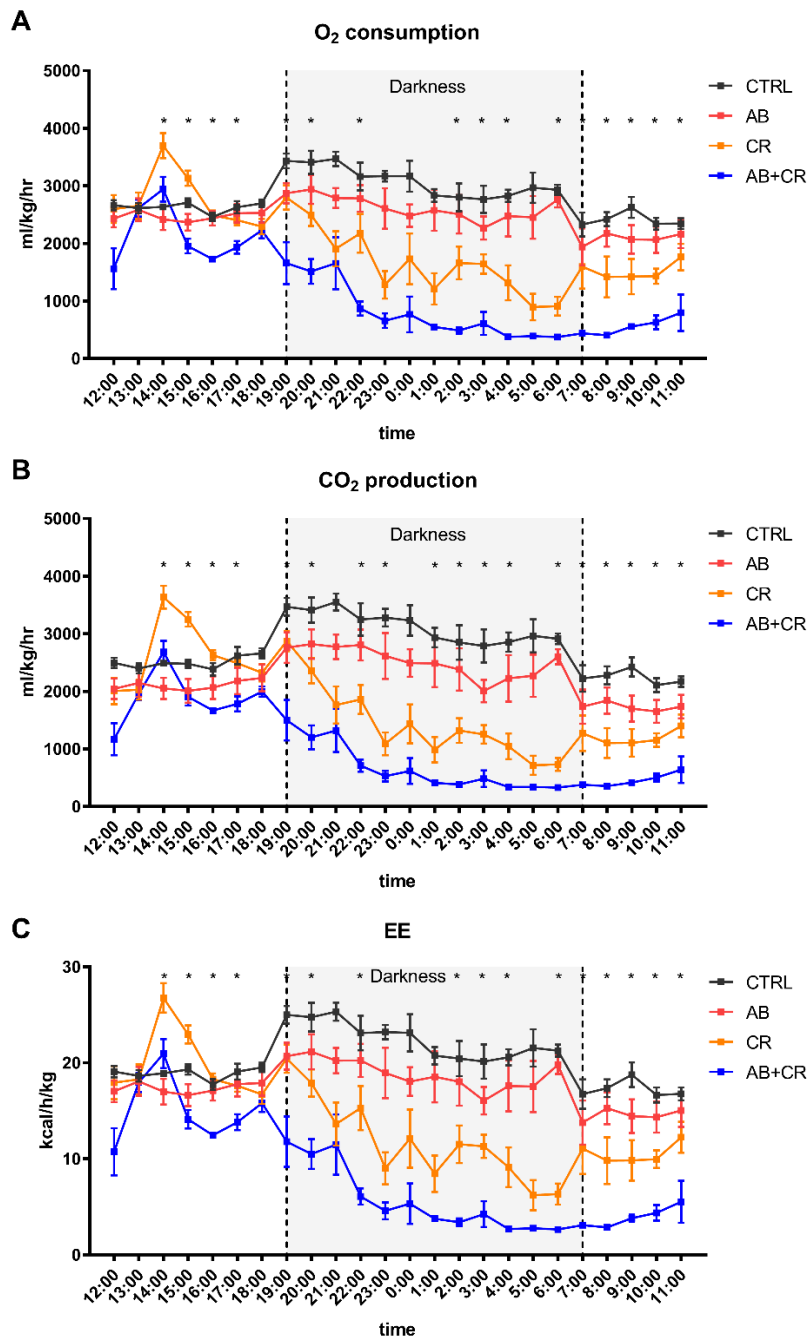 A
O₂ consumption
5000
4000
3000
2000
1000
0
ml/kg/hr
Darkness
* * * * * * * * * * * * * * * *
CTRL
AB
CR
AB+CR
12:00 13:00 14:00 15:00 16:00 17:00 18:00 19:00 20:00 21:00 22:00 23:00 0:00 1:00 2:00 3:00 4:00 5:00 6:00 7:00 8:00 9:00 10:00 11:00
time
B
CO₂ production
5000
4000
3000
2000
1000
0
ml/kg/hr
Darkness
* * * * * * * * * * * * * * * * * *
CTRL
AB
CR
AB+CR
12:00 13:00 14:00 15:00 16:00 17:00 18:00 19:00 20:00 21:00 22:00 23:00 0:00 1:00 2:00 3:00 4:00 5:00 6:00 7:00 8:00 9:00 10:00 11:00
time
C
EE
30
20
10
0
kcal/h/kg
Darkness
* * * * * * * * * * * * * * * *
CTRL
AB
CR
AB+CR
12:00 13:00 14:00 15:00 16:00 17:00 18:00 19:00 20:00 21:00 22:00 23:00 0:00 1:00 2:00 3:00 4:00 5:00 6:00 7:00 8:00 9:00 10:00 11:00
time